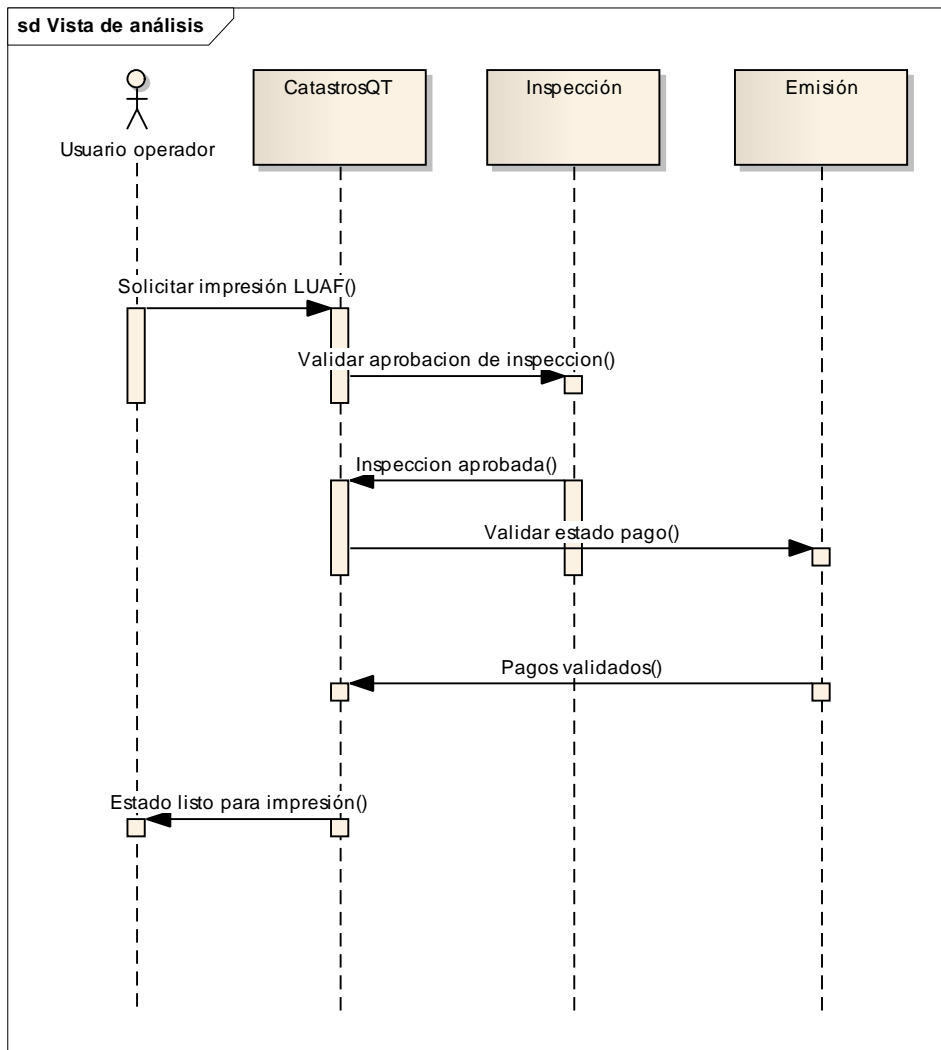 sd Vista de análisis
Usuario operador
CatastrosQT
Inspección
Emisión
Solicitar impresión LUAF()
Validar aprobacion de inspeccion()
Inspeccion aprobada()
Validar estado pago()
Pagos validados()
Estado listo para impresión()